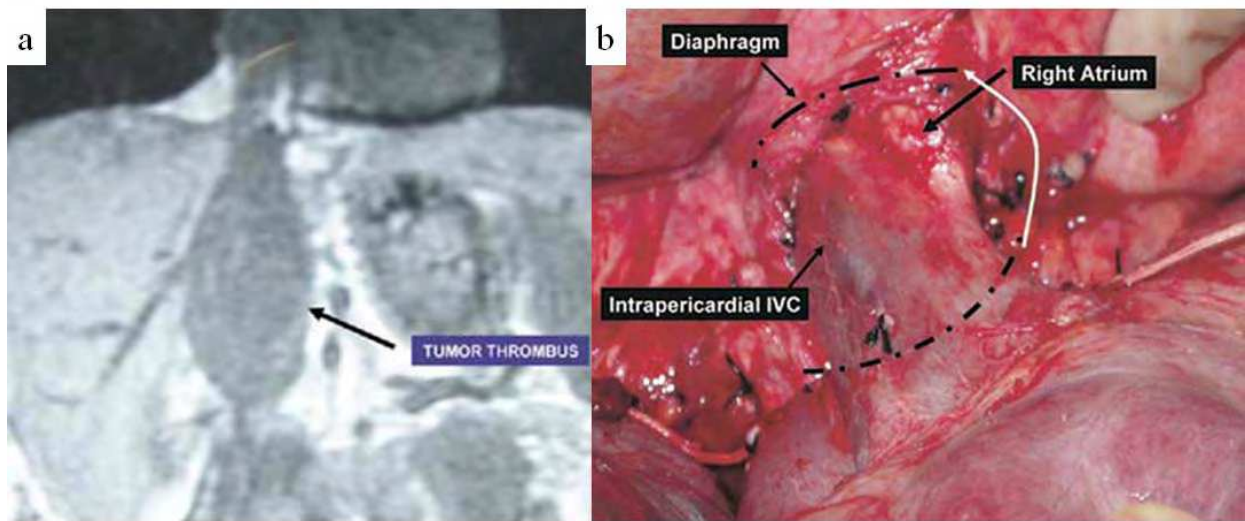 a
TUMOR THROMBUS
b
Diaphragm
Right Atrium
Intrapericardial IVC